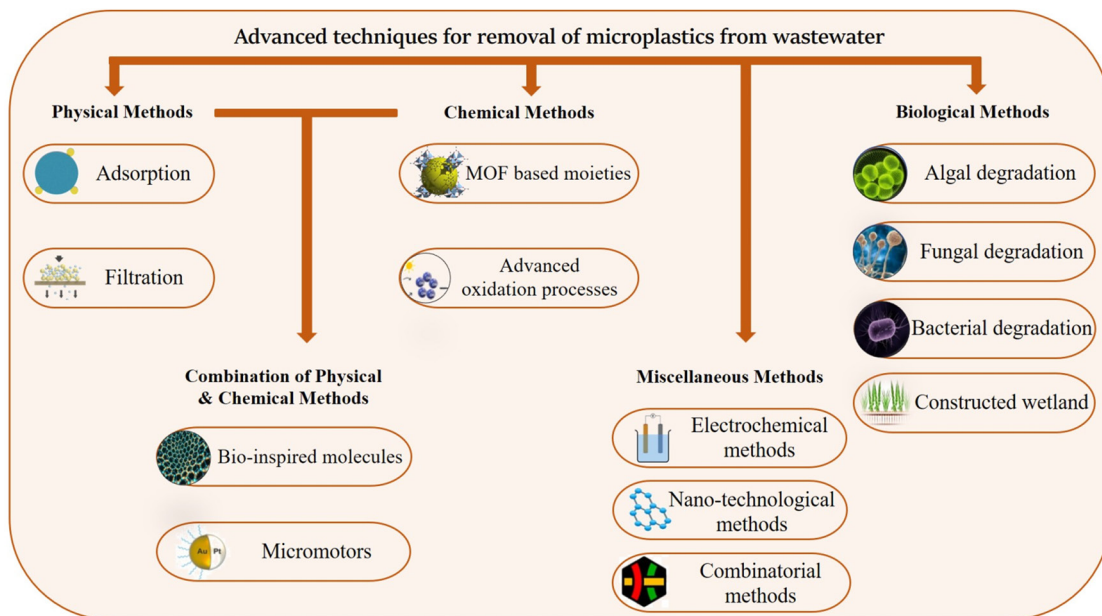 Advanced techniques for removal of microplastics from wastewater
Physical Methods
Adsorption
Filtration
Chemical Methods
MOF based moieties
Advanced
oxidation processes
Biological Methods
Algal degradation
Fungal degradation
Bacterial degradation
Constructed wetland
Combination of Physical
& Chemical Methods
Bio-inspired molecules
Au Pt
Micromotors
Miscellaneous Methods
Electrochemical
methods
Nano-technological
methods
Combinatorial
methods